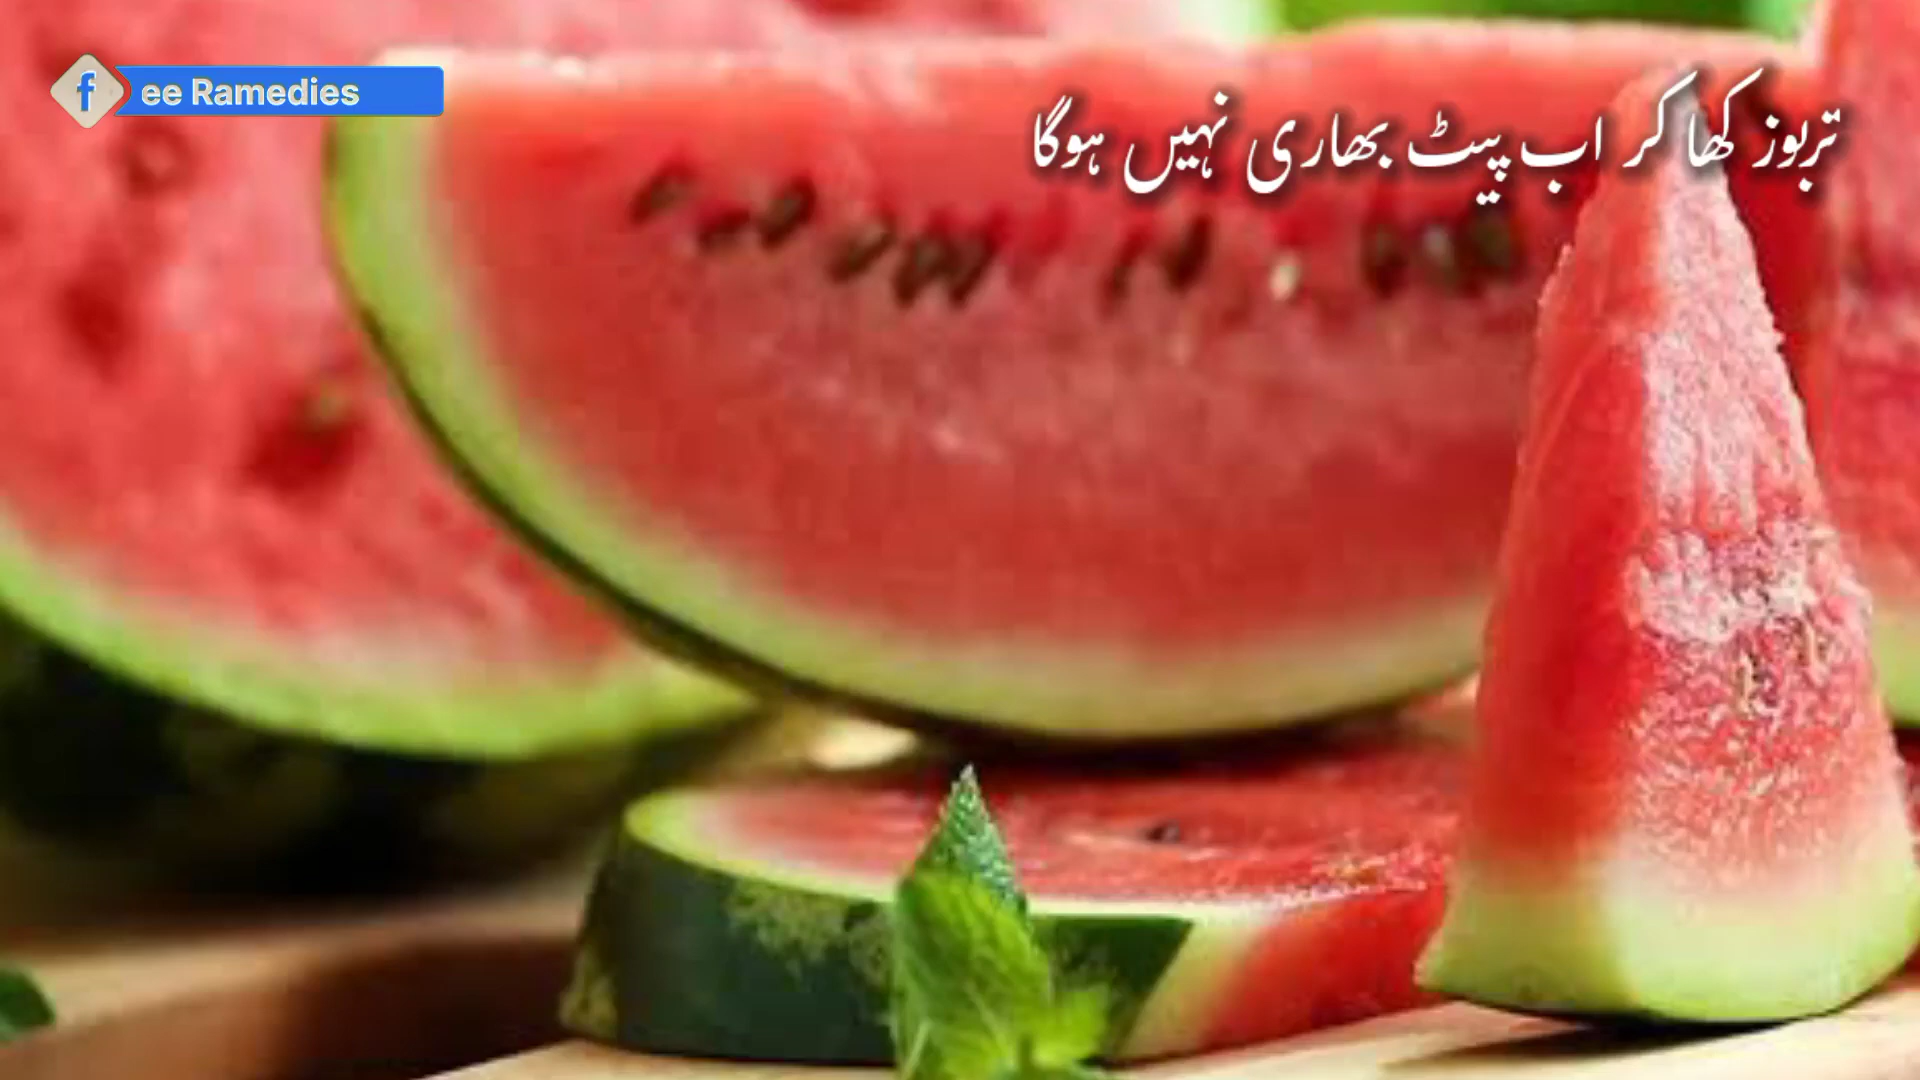 ee Ramedies
تربوز کھا کر اب پیٹ بھاری نہیں ہوگا